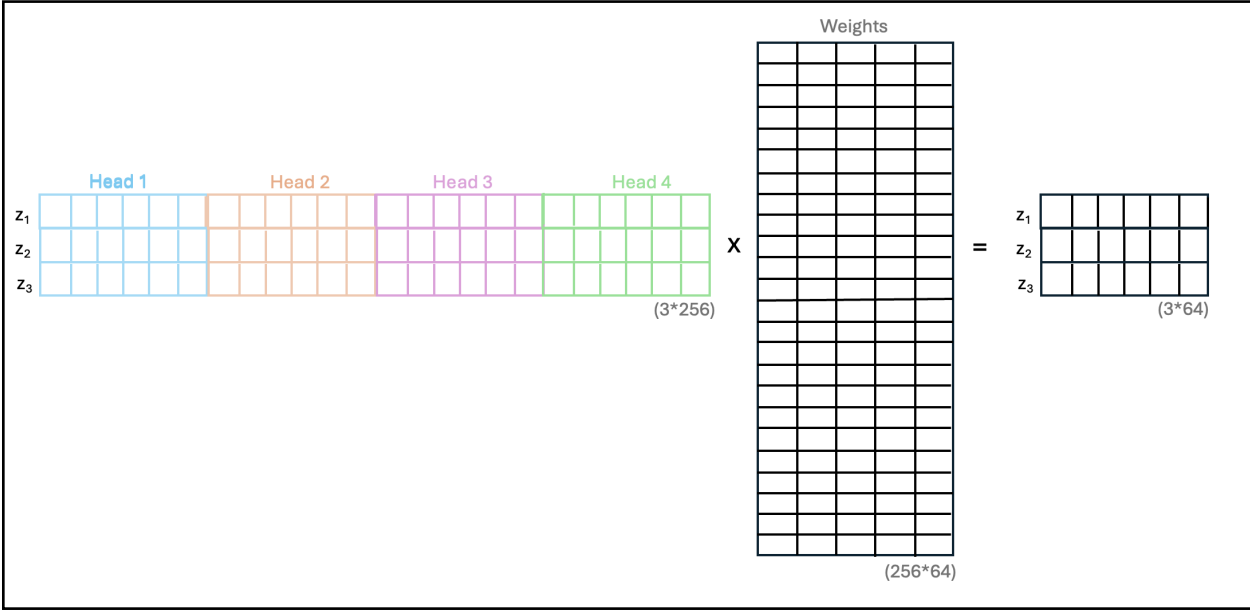 Weights
Head 1 Head 2 Head 3 Head 4
z1 z1
z2 X = z2
z3 z3
(3*256) (3*64)
(256*64)